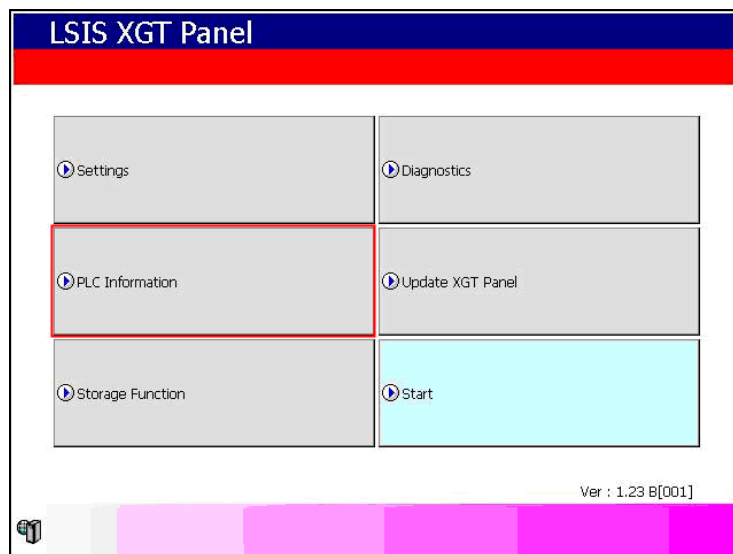 LSIS XGT Panel
Settings
Diagnostics
PLC Information
Update XGT Panel
Storage Function
Start
Ver : 1.23 B[001]